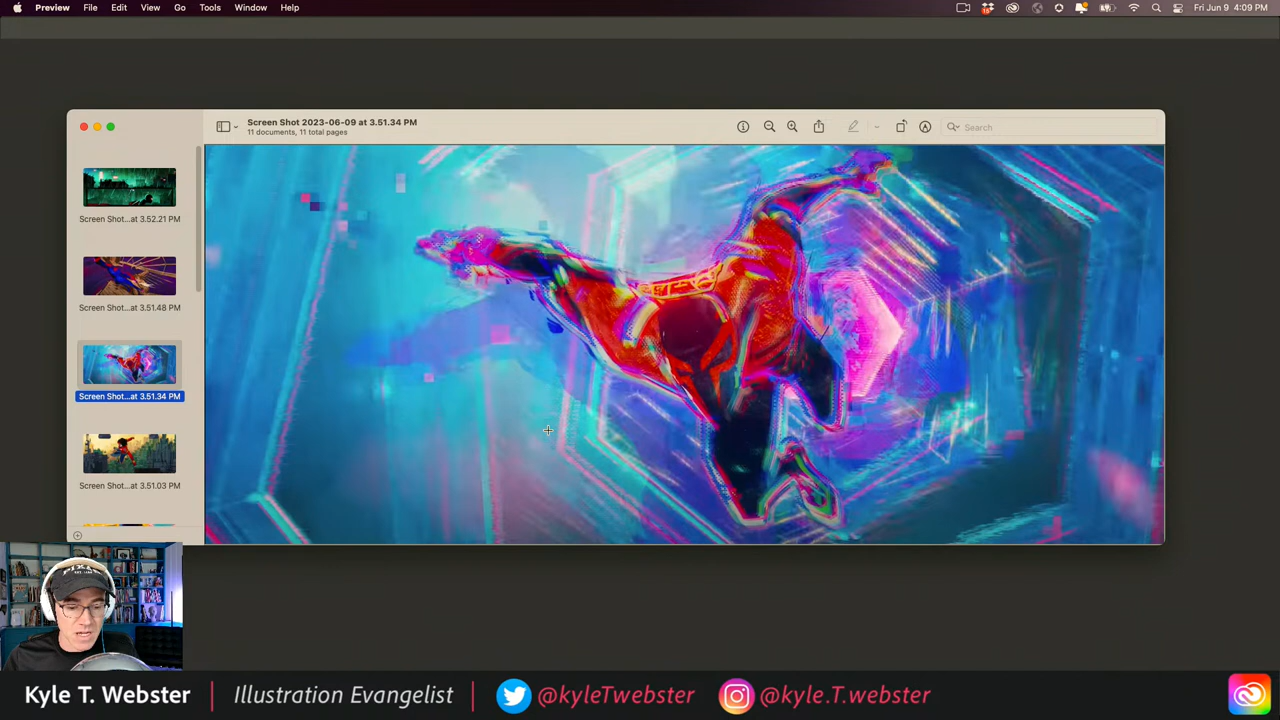 Preview File Edit View Go Tools Window Help
Fri Jun 9 4:09 PM
Screen Shot 2023-06-09 at 3.51.34 PM
11 documents, 11 total pages
Search
Screen Shot...at 3.52.21 PM
Screen Shot...at 3.51.48 PM
Screen Shot...at 3.51.34 PM
Screen Shot...at 3.51.03 PM
Kyle T. Webster | Illustration Evangelist @kyleTwebster | @kyle.T.webster